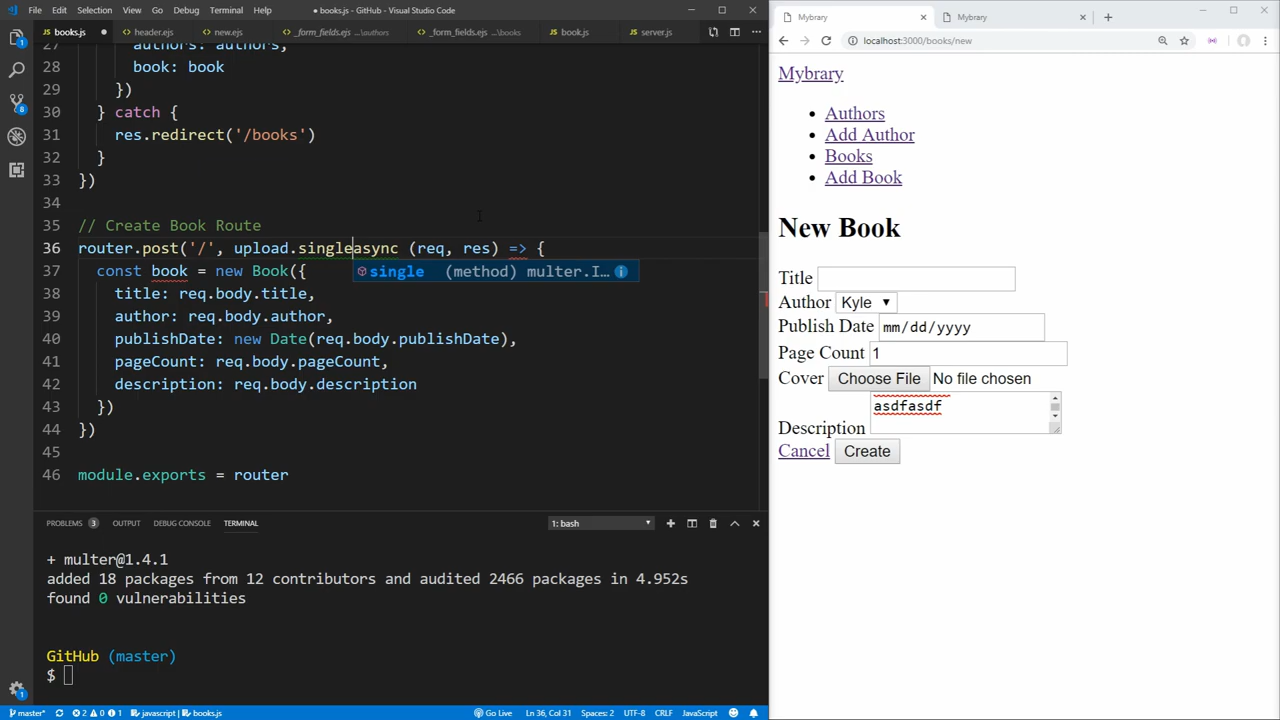 File Edit Selection View Go Debug Terminal Help ● books.js - GitHub - Visual Studio Code
books.js ● header.ejs new.ejs _form_fields.ejs ...\authors _form_fields.ejs ...\books book.js server.js
27 authors: authors,
28 book: book
29 })
30 } catch {
31 res.redirect('/books')
32 }
33 })
34
35 // Create Book Route
36 router.post('/', upload.singleasync (req, res) => {
single (method) multer.I...
37 const book = new Book({
38 title: req.body.title,
39 author: req.body.author,
40 publishDate: new Date(req.body.publishDate),
41 pageCount: req.body.pageCount,
42 description: req.body.description
43 })
44 })
45
46 module.exports = router
PROBLEMS 3 OUTPUT DEBUG CONSOLE TERMINAL 1: bash
+ multer@1.4.1
added 18 packages from 12 contributors and audited 2466 packages in 4.952s
found 0 vulnerabilities
GitHub (master)
$
master* 2 0 1 javascript | books.js Go Live Ln 36, Col 31 Spaces: 2 UTF-8 CRLF JavaScript 1
Mybrary Mybrary
localhost:3000/books/new
Mybrary
Authors
Add Author
Books
Add Book
New Book
Title
Author Kyle
Publish Date mm/dd/yyyy
Page Count 1
Cover Choose File No file chosen
Description asdfasdf
Cancel Create